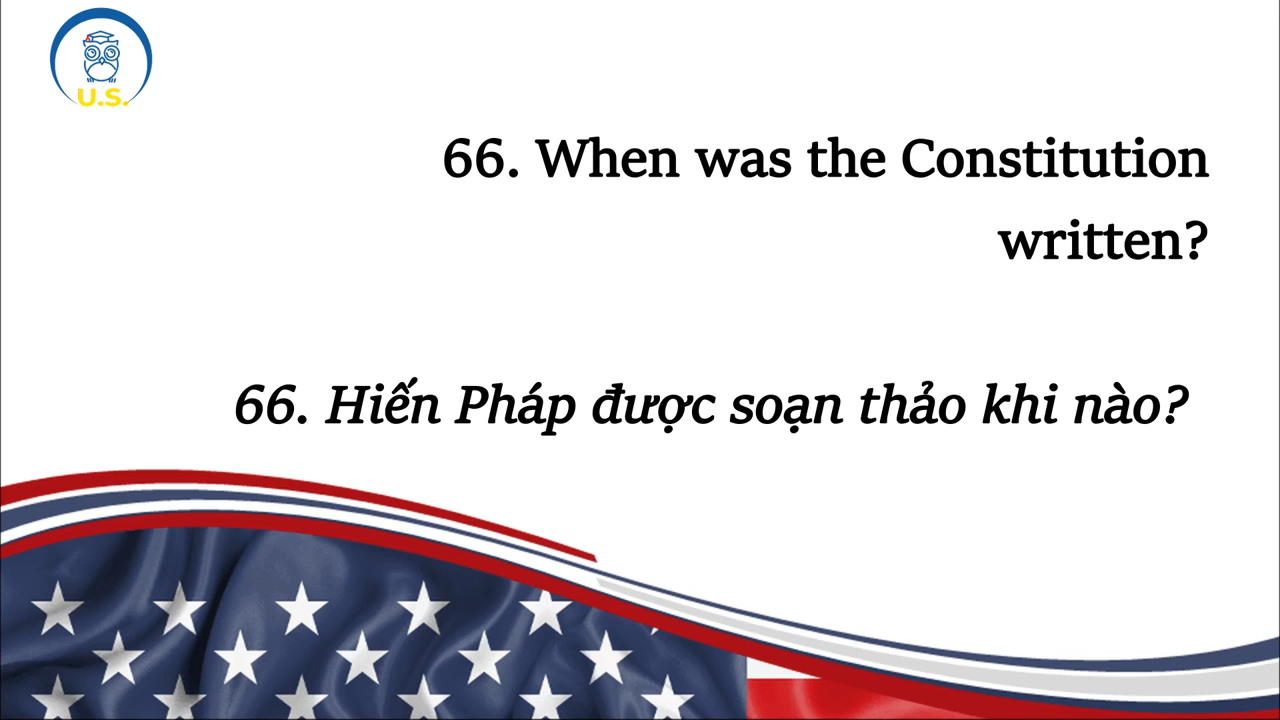 U.S.
66. When was the Constitution
written?
66. Hiến Pháp được soạn thảo khi nào?